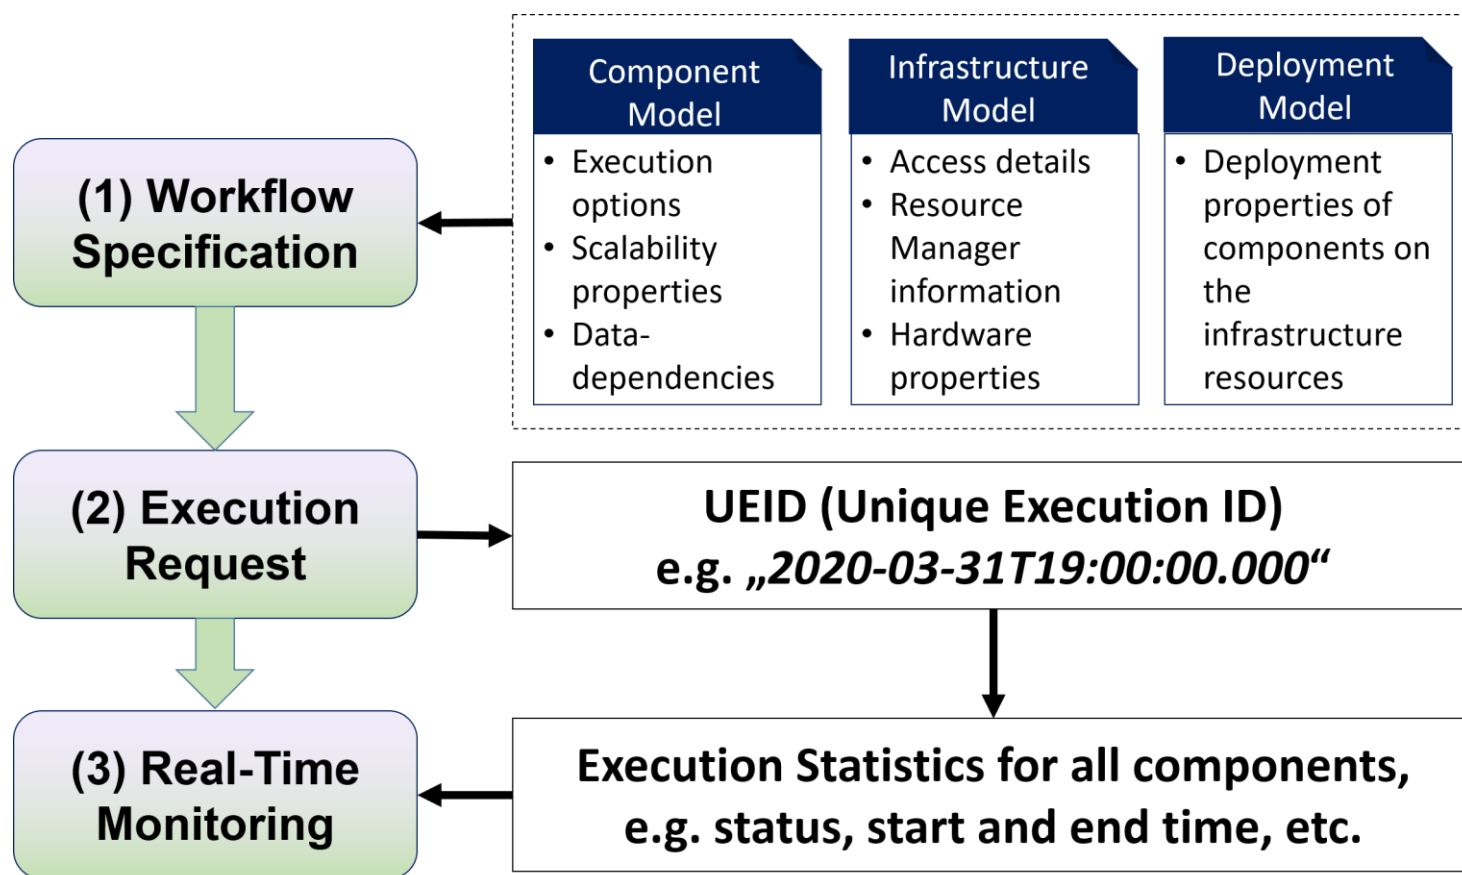 Component
Model
• Execution
options
• Scalability
properties
• Data-
dependencies
Infrastructure
Model
• Access details
• Resource
Manager
information
• Hardware
properties
Deployment
Model
• Deployment
properties of
components on
the
infrastructure
resources
(1) Workflow
Specification
(2) Execution
Request
UEID (Unique Execution ID)
e.g. „2020-03-31T19:00:00.000“
(3) Real-Time
Monitoring
Execution Statistics for all components,
e.g. status, start and end time, etc.